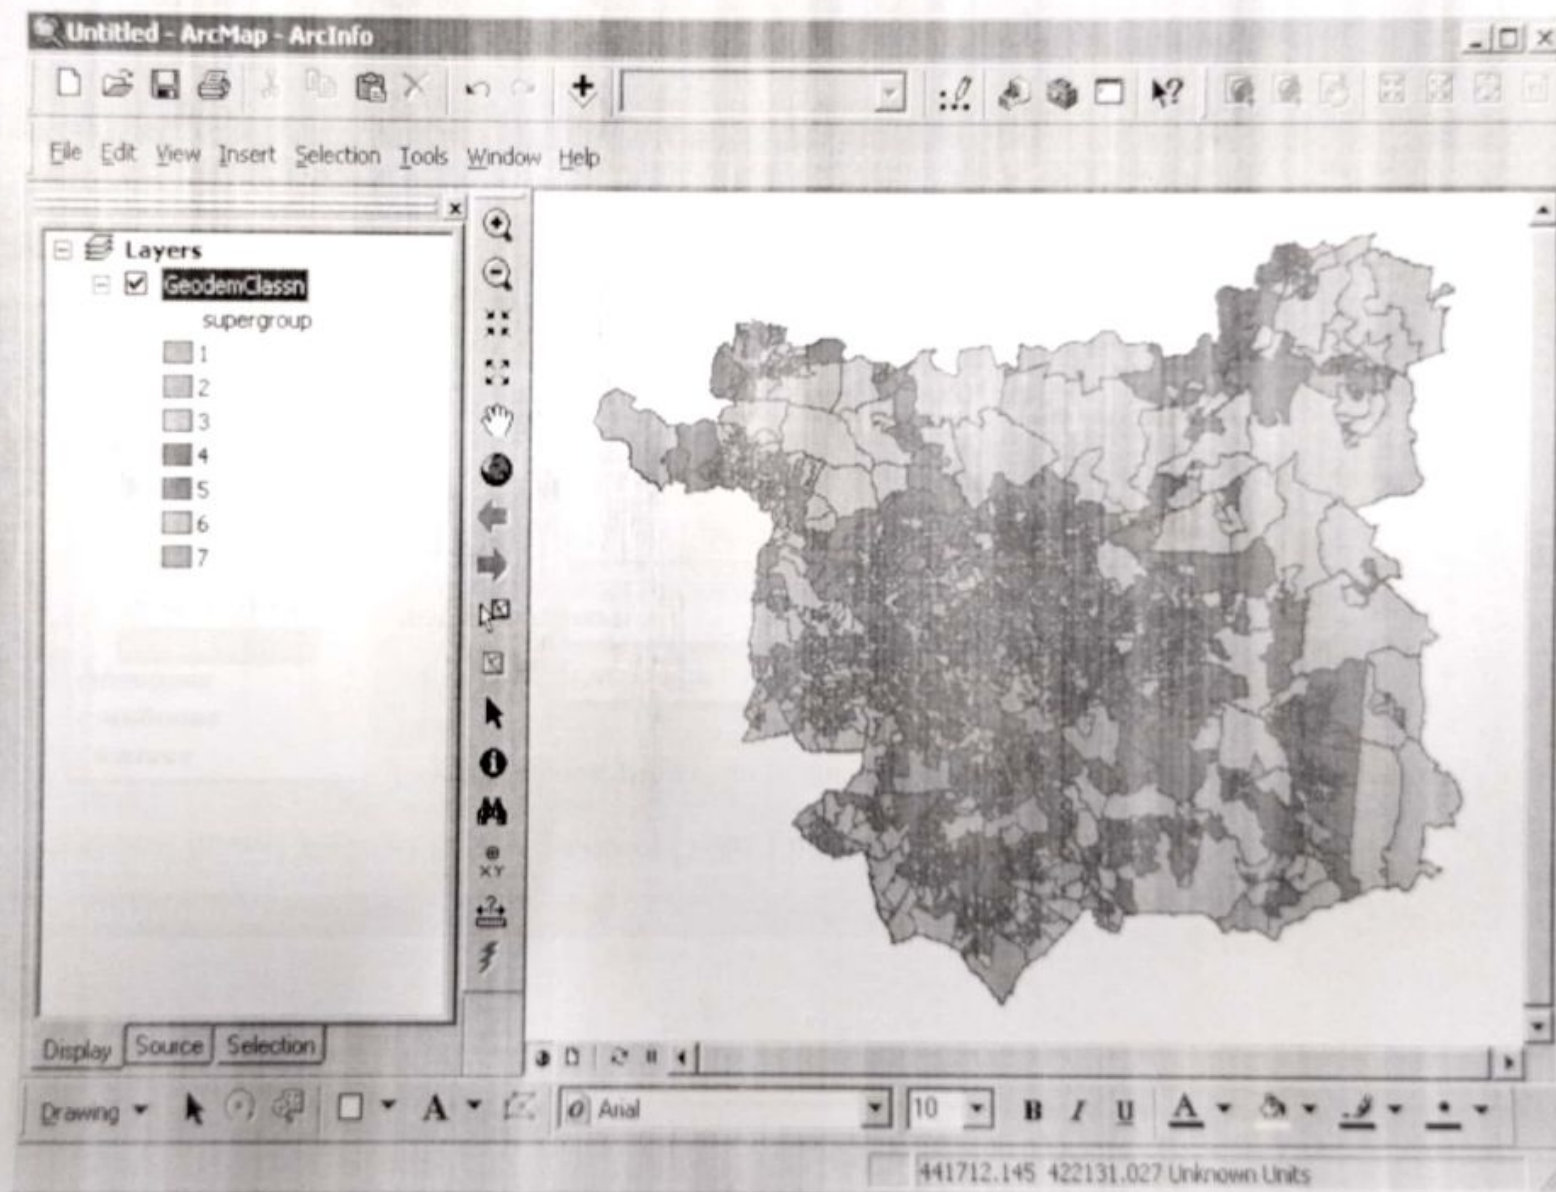 Untitled - ArcMap - ArcInfo
File Edit View Insert Selection Tools Window Help
Layers
GeodemClassn
supergroup
1
2
3
4
5
6
7
XY
?
Display Source Selection
Drawing A Arial 10 B I U A
441712.145 422131.027 Unknown Units